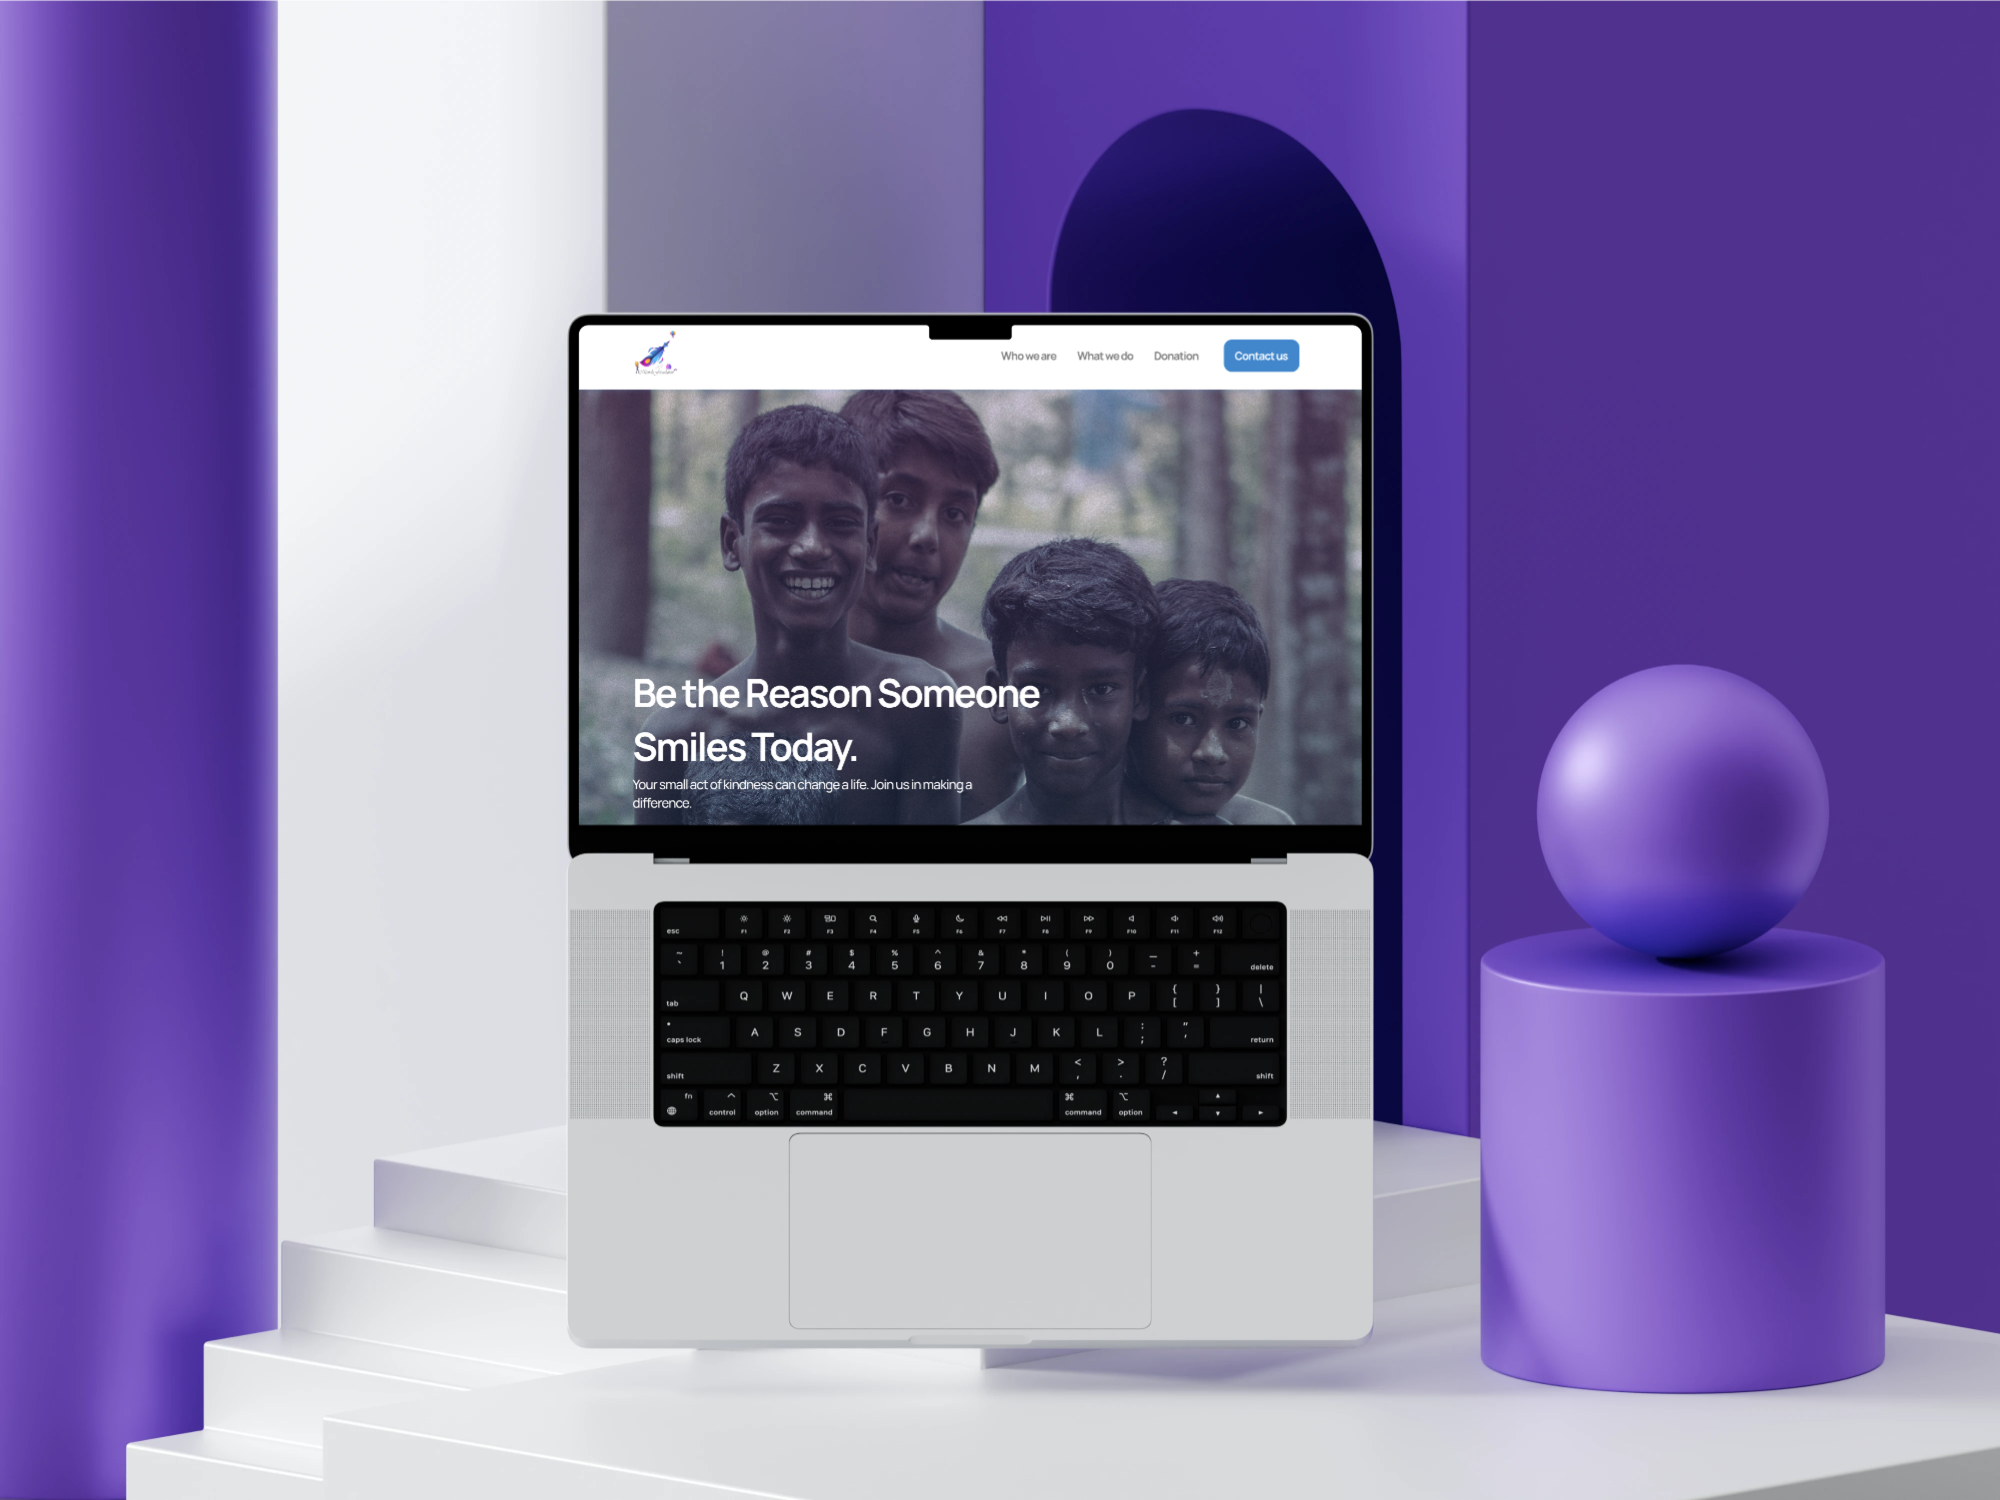 Who we are What we do Donation Contact us
Be the Reason Someone
Smiles Today.
Your small act of kindness can change a life. Join us in making a
difference.
esc F1 F2 F3 F4 F5 F6 F7 F8 F9 F10 F11 F12
~ ! @ # $ % ^ & * ( ) — +
` 1 2 3 4 5 6 7 8 9 0 - = delete
tab Q W E R T Y U I O P { [ } ] | \
caps lock A S D F G H J K L : ; " ' return
shift Z X C V B N M < , > . ? / shift
fn control option command command option